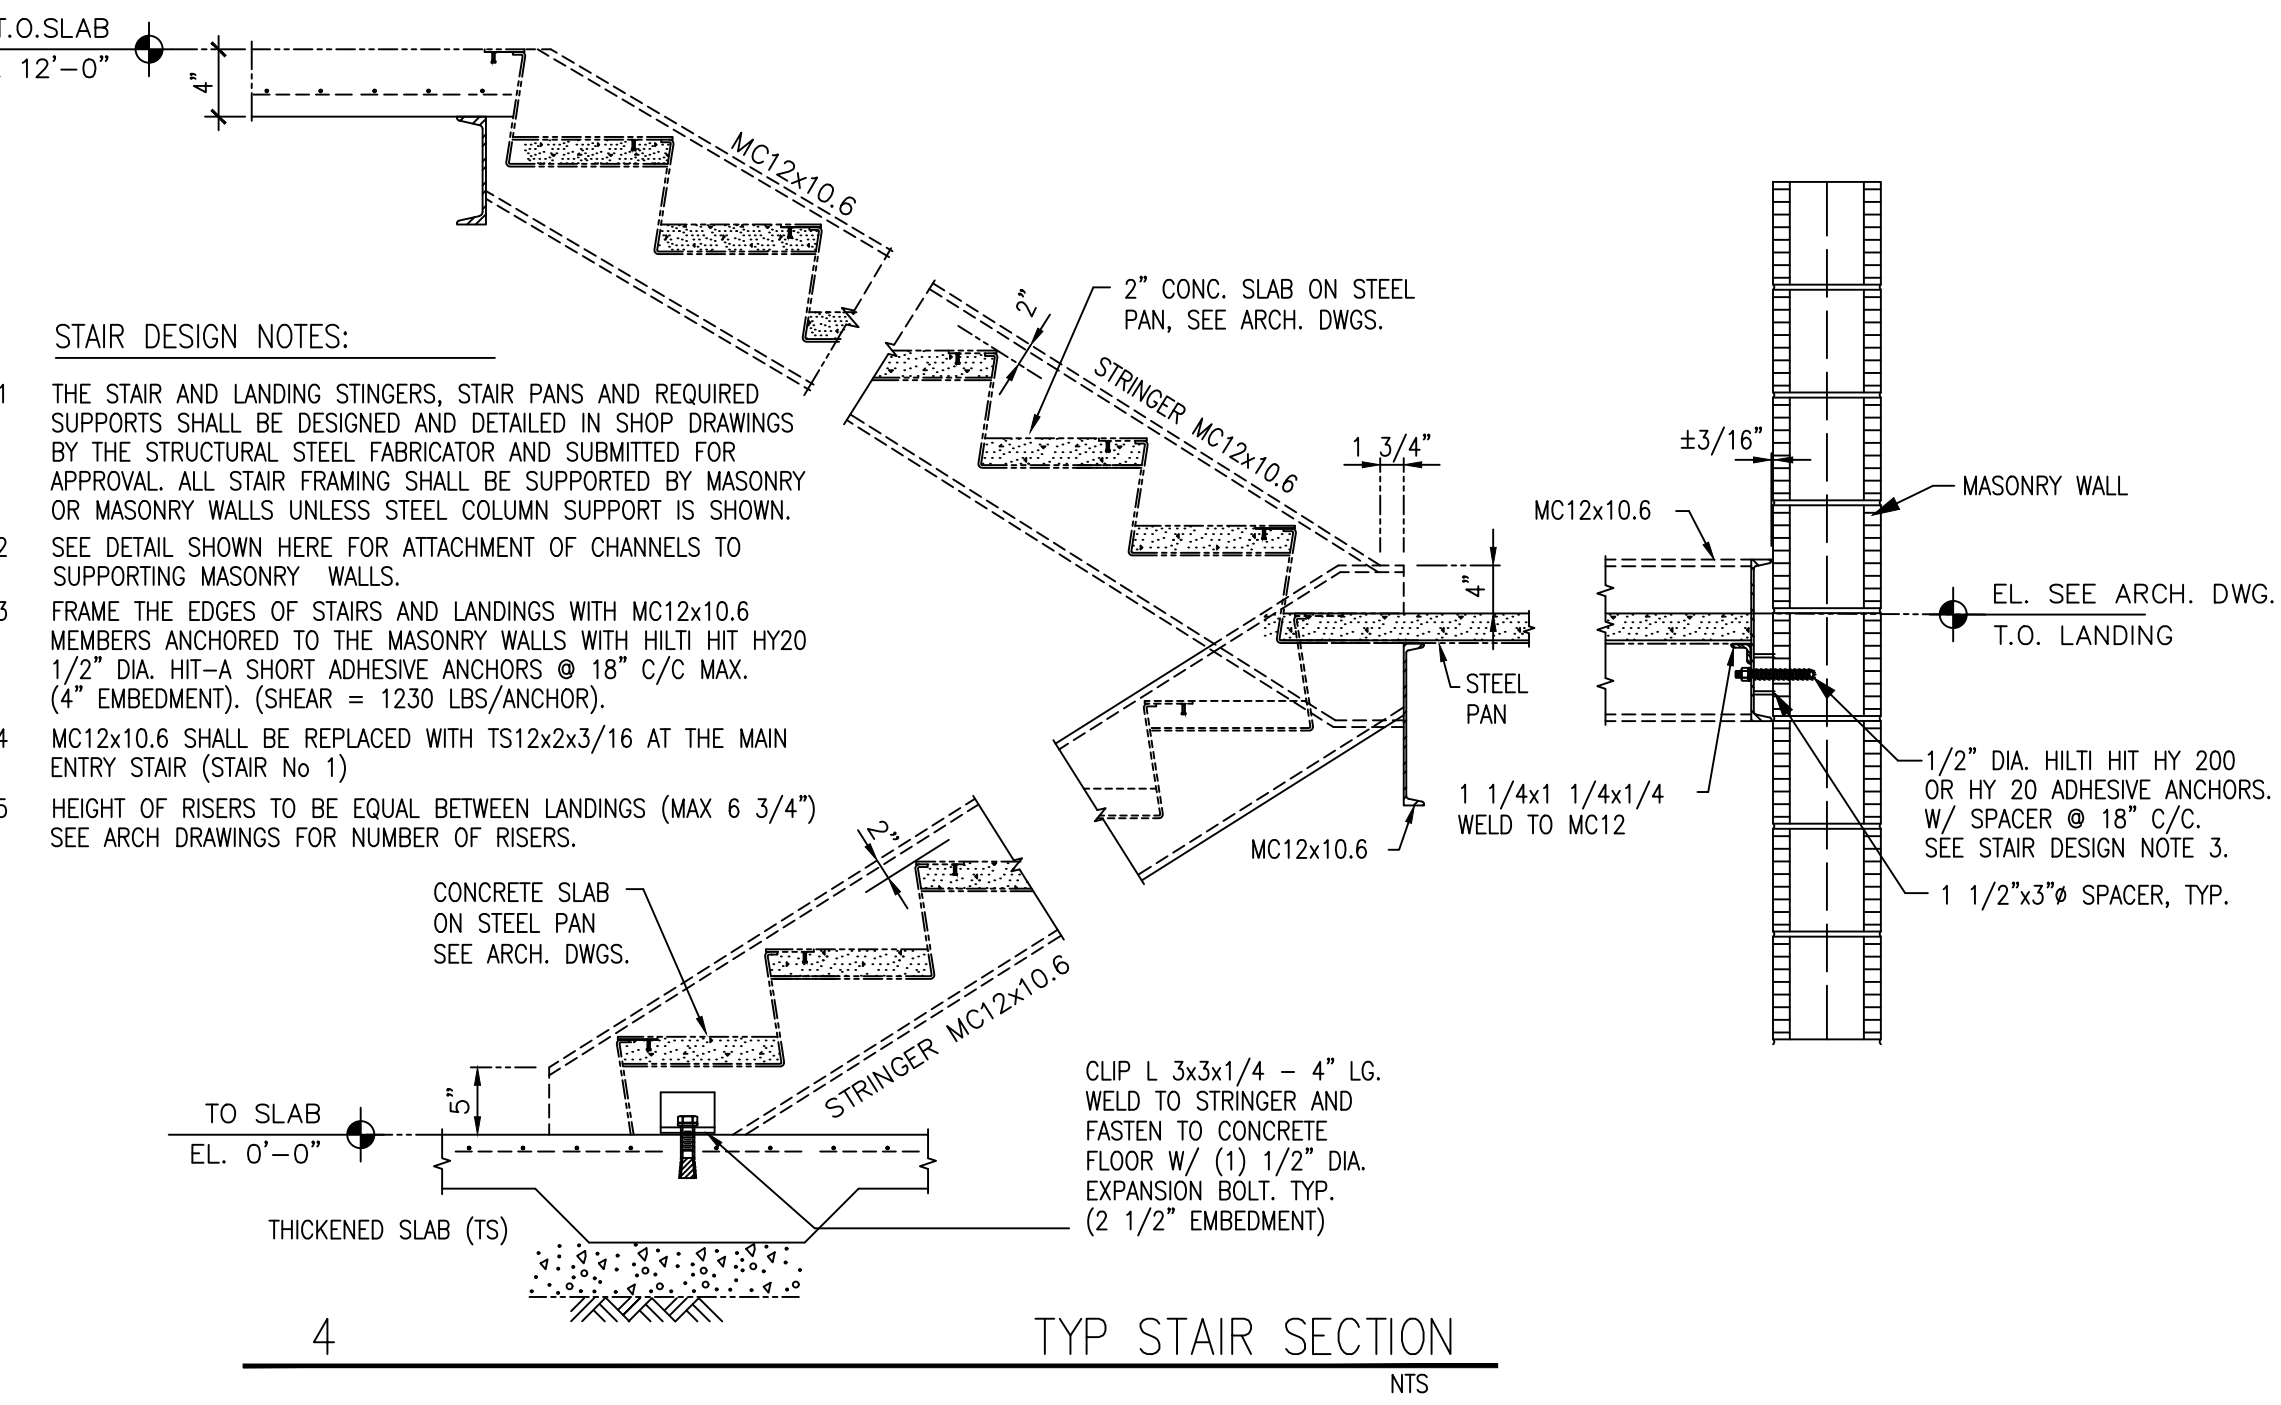 T.O.SLAB
12'-0"
4"
MC12x10.6
STAIR DESIGN NOTES:
1 THE STAIR AND LANDING STINGERS, STAIR PANS AND REQUIRED
SUPPORTS SHALL BE DESIGNED AND DETAILED IN SHOP DRAWINGS
BY THE STRUCTURAL STEEL FABRICATOR AND SUBMITTED FOR
APPROVAL. ALL STAIR FRAMING SHALL BE SUPPORTED BY MASONRY
OR MASONRY WALLS UNLESS STEEL COLUMN SUPPORT IS SHOWN.
2 SEE DETAIL SHOWN HERE FOR ATTACHMENT OF CHANNELS TO
SUPPORTING MASONRY WALLS.
3 FRAME THE EDGES OF STAIRS AND LANDINGS WITH MC12x10.6
MEMBERS ANCHORED TO THE MASONRY WALLS WITH HILTI HIT HY20
1/2" DIA. HIT-A SHORT ADHESIVE ANCHORS @ 18" C/C MAX.
(4" EMBEDMENT). (SHEAR = 1230 LBS/ANCHOR).
4 MC12x10.6 SHALL BE REPLACED WITH TS12x2x3/16 AT THE MAIN
ENTRY STAIR (STAIR No 1)
5 HEIGHT OF RISERS TO BE EQUAL BETWEEN LANDINGS (MAX 6 3/4")
SEE ARCH DRAWINGS FOR NUMBER OF RISERS.
2"
2" CONC. SLAB ON STEEL
PAN, SEE ARCH. DWGS.
STRINGER MC12x10.6
1 3/4"
4"
STEEL
PAN
MC12x10.6
±3/16"
MASONRY WALL
MC12x10.6
EL. SEE ARCH. DWG.
T.O. LANDING
1 1/4x1 1/4x1/4
WELD TO MC12
1/2" DIA. HILTI HIT HY 200
OR HY 20 ADHESIVE ANCHORS.
W/ SPACER @ 18" C/C.
SEE STAIR DESIGN NOTE 3.
1 1/2"x3"ø SPACER, TYP.
2"
CONCRETE SLAB
ON STEEL PAN
SEE ARCH. DWGS.
STRINGER MC12x10.6
5"
TO SLAB
EL. 0'-0"
CLIP L 3x3x1/4 - 4" LG.
WELD TO STRINGER AND
FASTEN TO CONCRETE
FLOOR W/ (1) 1/2" DIA.
EXPANSION BOLT. TYP.
(2 1/2" EMBEDMENT)
THICKENED SLAB (TS)
4 TYP STAIR SECTION
NTS